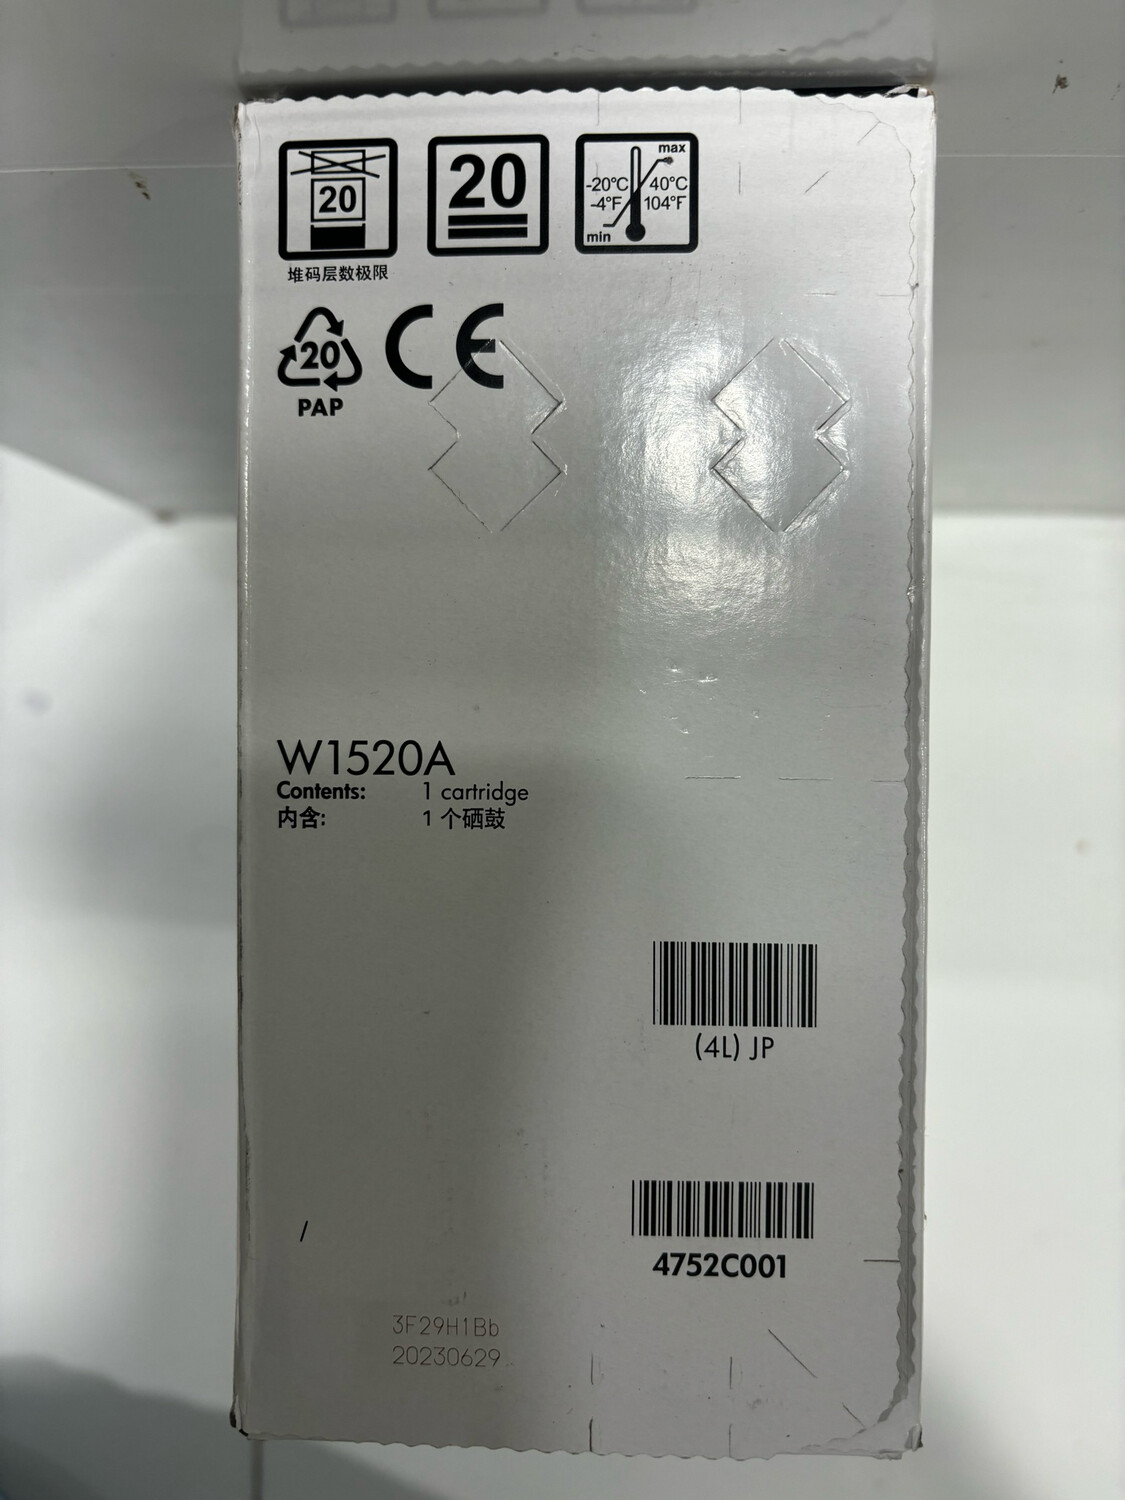 20
堆码层数极限
20
max
-20°C
-4°F
40°C
104°F
min
20
PAP
CE
W1520A
Contents: 1 cartridge
内含: 1 个硒鼓
(4L) JP
/
4752C001
3F29H1Bb
20230629